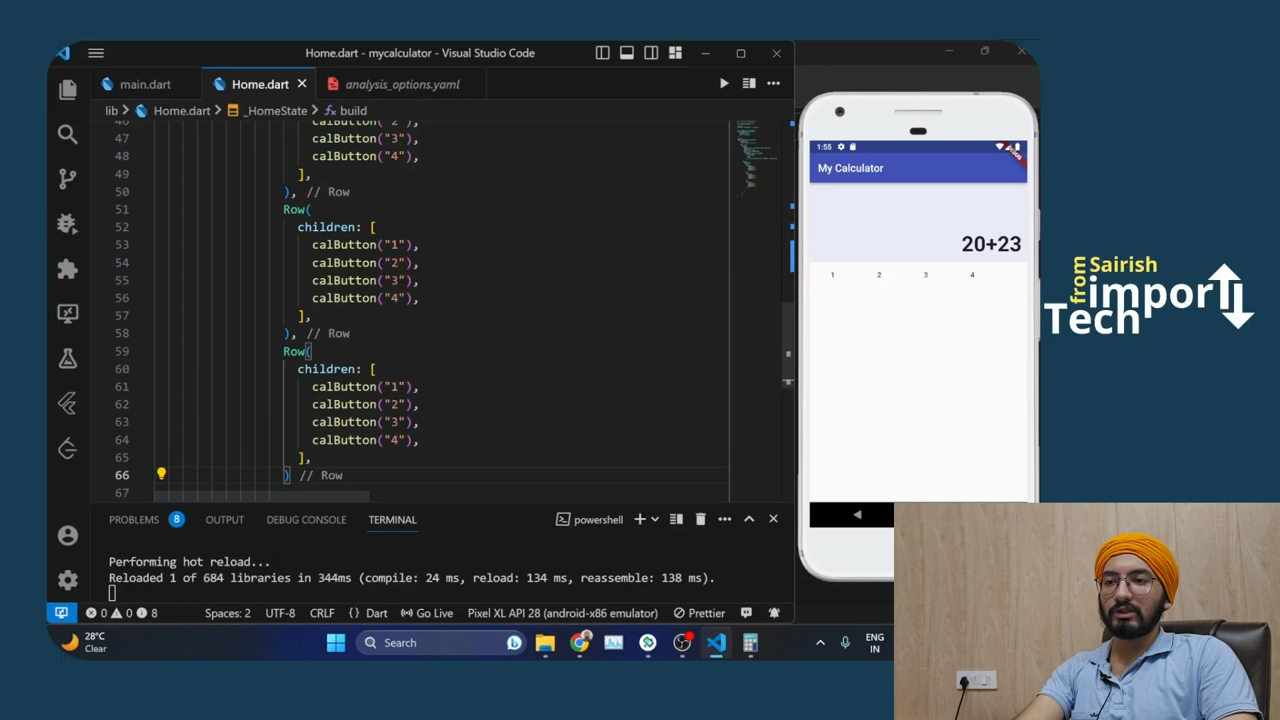 Home.dart - mycalculator - Visual Studio Code
main.dart
Home.dart
analysis_options.yaml
lib > Home.dart > _HomeState > build
47 calButton("3"),
48 calButton("4"),
49 ],
50 ), // Row
51 Row(
52 children: [
53 calButton("1"),
54 calButton("2"),
55 calButton("3"),
56 calButton("4"),
57 ],
58 ), // Row
59 Row(
60 children: [
61 calButton("1"),
62 calButton("2"),
63 calButton("3"),
64 calButton("4"),
65 ],
66 ) // Row
67
PROBLEMS 8 OUTPUT DEBUG CONSOLE TERMINAL powershell
Performing hot reload...
Reloaded 1 of 684 libraries in 344ms (compile: 24 ms, reload: 134 ms, reassemble: 138 ms).
0 0 8 Spaces: 2 UTF-8 CRLF {} Dart Go Live Pixel XL API 28 (android-x86 emulator) Prettier
28°C
Clear
Search
ENG
IN
1:55
My Calculator
20+23
1 2 3 4
from
Sairish
import
Tech